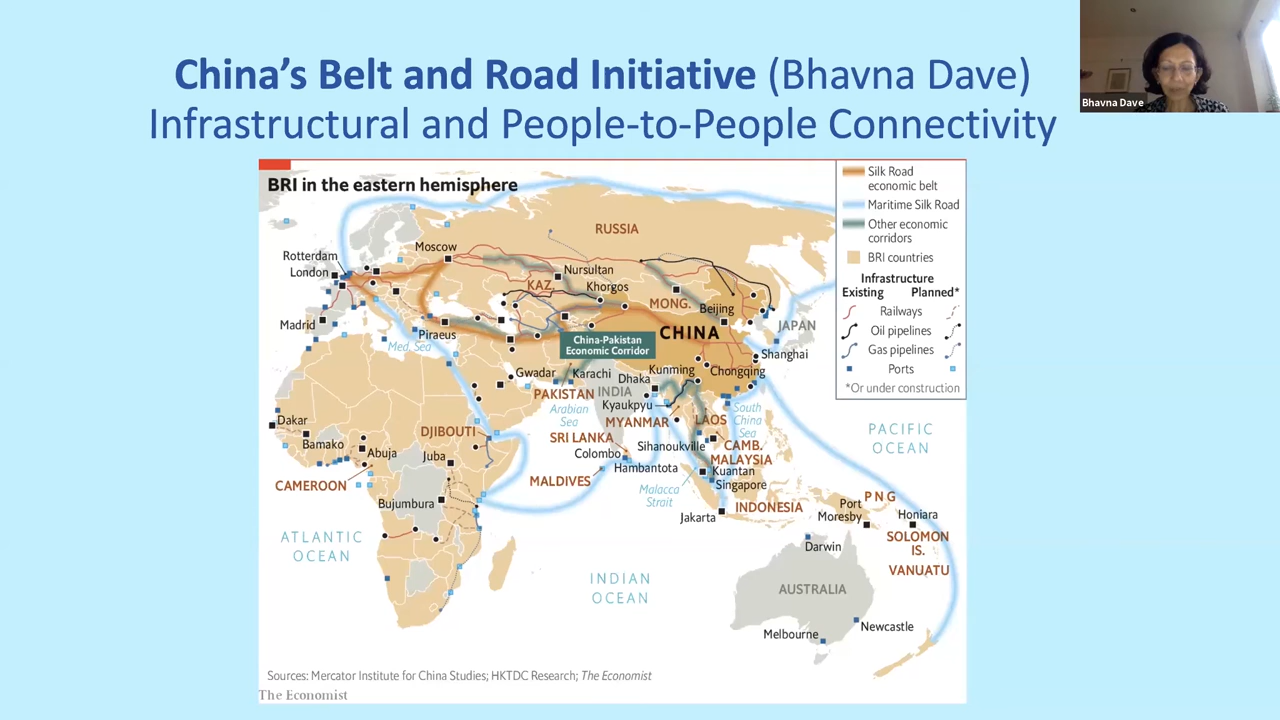 China’s Belt and Road Initiative (Bhavna Dave)
Infrastructural and People-to-People Connectivity
Bhavna Dave
BRI in the eastern hemisphere
Silk Road
economic belt
Maritime Silk Road
Other economic
corridors
BRI countries
Infrastructure
Existing Planned*
Railways
Oil pipelines
Gas pipelines
Ports
*Or under construction
RUSSIA
Moscow
Rotterdam
London
Nursultan
KAZ.
Khorgos
MONG.
Beijing
Madrid
Piraeus
Med. Sea
CHINA
JAPAN
China-Pakistan
Economic Corridor
Shanghai
Gwadar
Karachi
Dhaka
Kunming
Chongqing
PAKISTAN
INDIA
Arabian
Sea
Kyaukpyu
MYANMAR
LAOS
South
China
Sea
Dakar
Bamako
Abuja
DJIBOUTI
Juba
SRI LANKA
Colombo
Sihanoukville
CAMB.
MALAYSIA
PACIFIC
OCEAN
Hambantota
Kuantan
Singapore
CAMEROON
MALDIVES
Malacca
Strait
Bujumbura
Jakarta
INDONESIA
PNG
Port
Moresby
Honiara
SOLOMON
IS.
ATLANTIC
OCEAN
Darwin
VANUATU
INDIAN
OCEAN
AUSTRALIA
Newcastle
Melbourne
Sources: Mercator Institute for China Studies; HKTDC Research; The Economist
The Economist